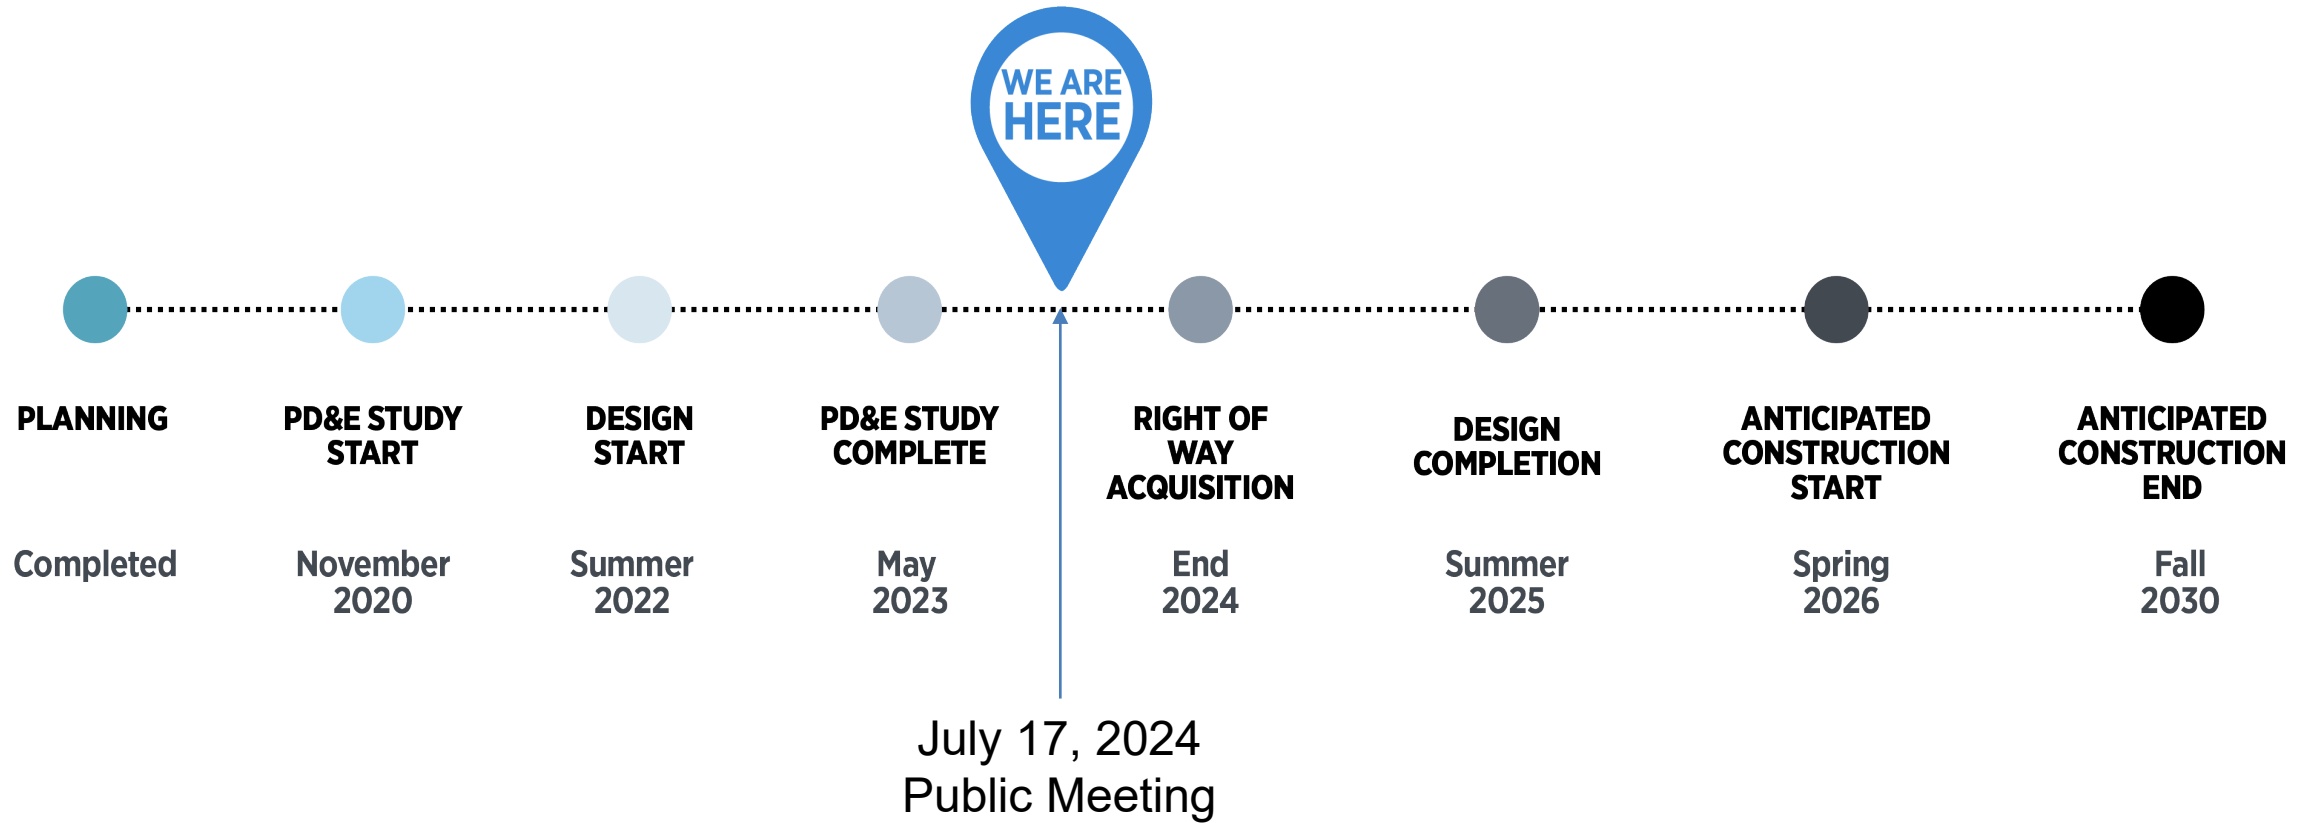 WE ARE
HERE
PLANNING
Completed
PD&E STUDY
START
November
2020
DESIGN
START
Summer
2022
PD&E STUDY
COMPLETE
May
2023
RIGHT OF
WAY
ACQUISITION
End
2024
DESIGN
COMPLETION
Summer
2025
ANTICIPATED
CONSTRUCTION
START
Spring
2026
ANTICIPATED
CONSTRUCTION
END
Fall
2030
July 17, 2024
Public Meeting